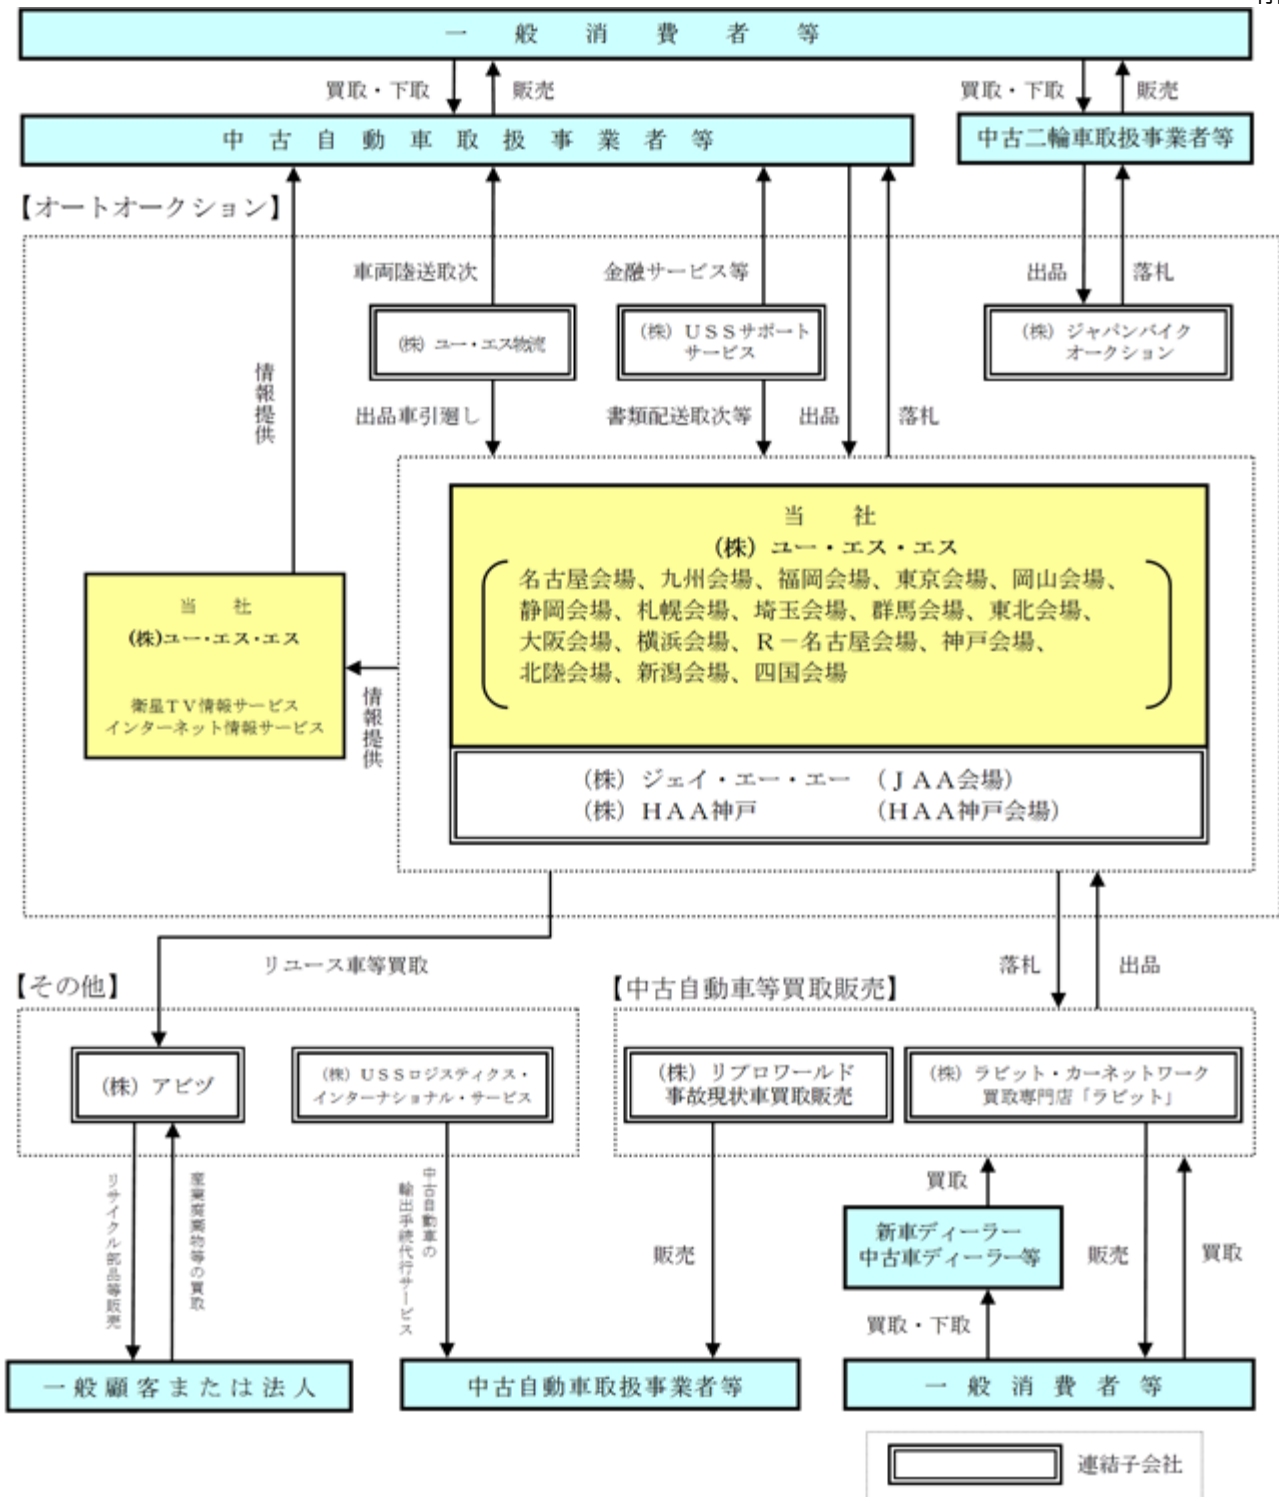 一般消費者等
買取・下取
販売
買取・下取
販売
中古自動車取扱事業者等
中古二輪車取扱事業者等
【オートオークション】
車両陸送取次
金融サービス等
出品
落札
(株) ユー・エス物流
(株) USSサポート
サービス
(株) ジャパンバイク
オークション
情報提供
出品車引廻し
書類配送取次等
出品
落札
当 社
(株) ユー・エス・エス
名古屋会場、九州会場、福岡会場、東京会場、岡山会場、
静岡会場、札幌会場、埼玉会場、群馬会場、東北会場、
大阪会場、横浜会場、R－名古屋会場、神戸会場、
北陸会場、新潟会場、四国会場
当 社
(株)ユー・エス・エス
衛星TV情報サービス
インターネット情報サービス
情報提供
(株) ジェイ・エー・エー (JAA会場)
(株) HAA神戸 (HAA神戸会場)
リユース車等買取
落札
出品
【その他】
【中古自動車等買取販売】
(株) アビヅ
(株) USSロジスティクス・
インターナショナル・サービス
(株) リプロワールド
事故現状車買取販売
(株) ラビット・カーネットワーク
買取専門店「ラビット」
リサイクル部品等販売
産業廃棄物等の買取
中古自動車の
輸出手続代行サービス
販売
買取
新車ディーラー
中古車ディーラー等
販売
買取
買取・下取
一般顧客または法人
中古自動車取扱事業者等
一般消費者等
連結子会社